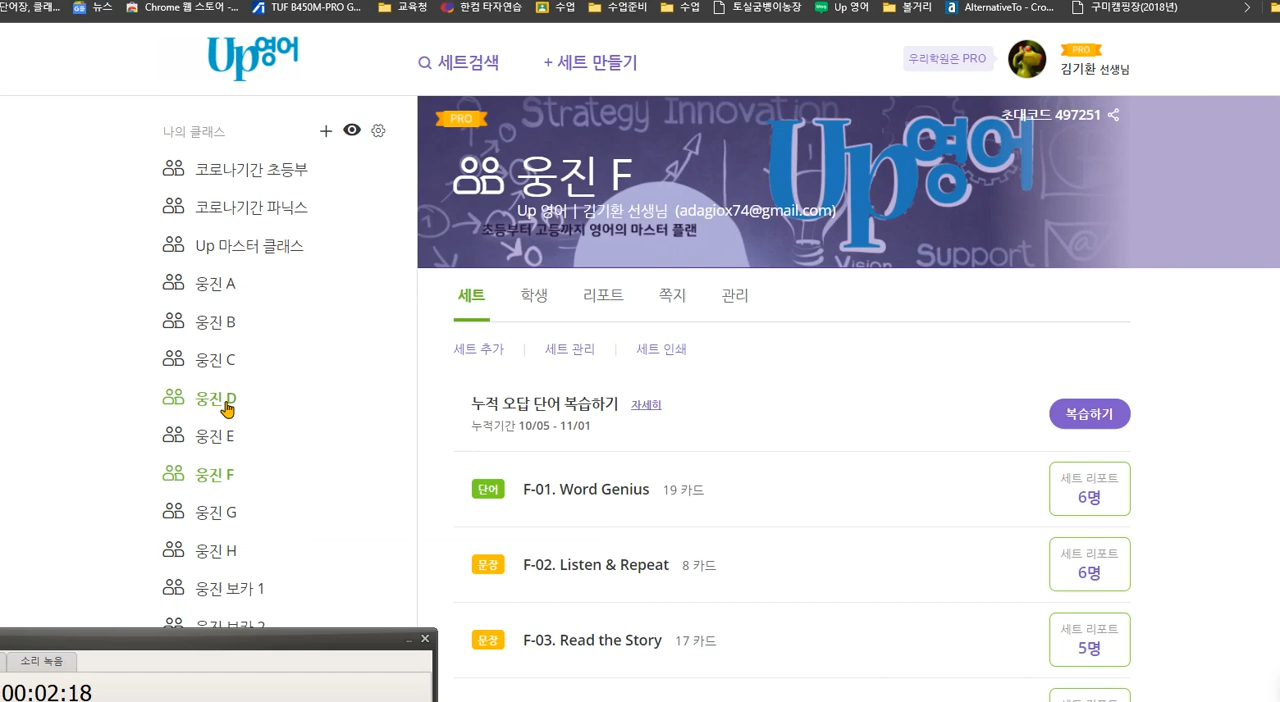 단어장, 클래...
뉴스
Chrome 웹 스토어 -...
TUF B450M-PRO G...
교육청
한컴 타자연습
수업
수업준비
수업
토실궁뱅이농장
Up 영어
볼거리
AlternativeTo - Cro...
구미캠핑장(2018년)
Up영어
세트검색
+ 세트 만들기
우리학원은 PRO
PRO
김기환 선생님
나의 클래스
코로나기간 초등부
코로나기간 파닉스
Up 마스터 클래스
웅진 A
웅진 B
웅진 C
웅진 D
웅진 E
웅진 F
웅진 G
웅진 H
웅진 보카 1
웅진 보카 2
PRO
Strategy Innovation
초대코드 497251
Up영어
웅진 F
Up 영어 | 김기환 선생님 (adagiox74@gmail.com)
초등부터 고등까지 영어의 마스터 플랜
Vision
Support
세트 학생 리포트 쪽지 관리
세트 추가 | 세트 관리 | 세트 인쇄
누적 오답 단어 복습하기 자세히
누적기간 10/05 - 11/01
복습하기
단어 F-01. Word Genius 19 카드
세트 리포트
6명
문장 F-02. Listen & Repeat 8 카드
세트 리포트
6명
문장 F-03. Read the Story 17 카드
세트 리포트
5명
소리 녹음
00:02:18